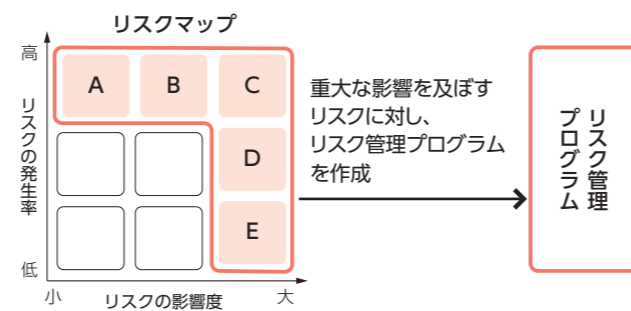 リスクマップ
高
リスクの発生率
低
A
B
C
D
E
小
リスクの影響度
大
重大な影響を及ぼす
リスクに対し、
リスク管理プログラム
を作成
リスク管理
プログラム